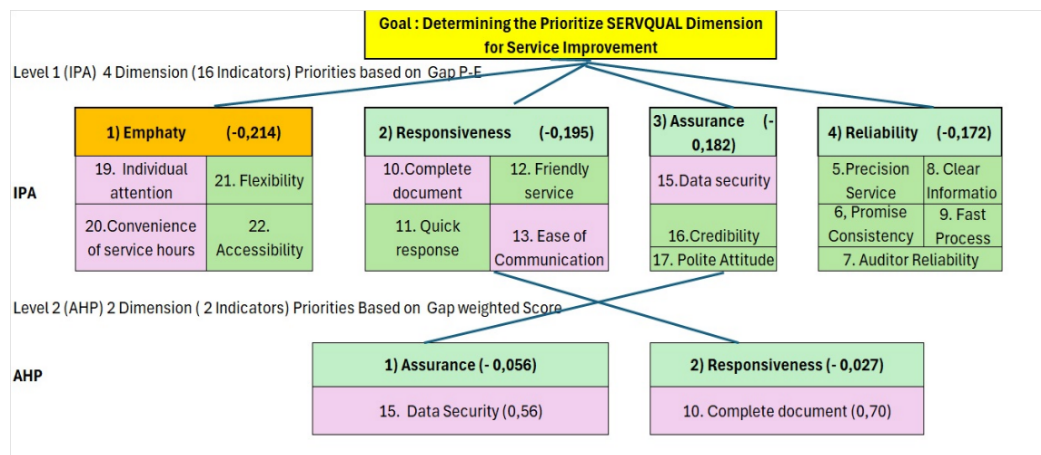 Goal : Determining the Prioritize SERVQUAL Dimension
for Service Improvement
Level 1 (IPA) 4 Dimension (16 Indicators) Priorities based on Gap P-E
1) Emphaty (-0,214)
2) Responsiveness (-0,195)
3) Assurance (-
0,182)
4) Reliability (-0,172)
IPA
19. Individual
attention
21. Flexibility
20.Convenience
of service hours
22.
Accessibility
10.Complete
document
12. Friendly
service
11. Quick
response
13. Ease of
Communication
15.Data security
16.Credibility
17. Polite Attitude
5.Precision
Service
8. Clear
Informatio
6, Promise
Consistency
9. Fast
Process
7. Auditor Reliability
Level 2 (AHP) 2 Dimension ( 2 Indicators) Priorities Based on Gap weighted Score
AHP
1) Assurance (- 0,056)
2) Responsiveness (- 0,027)
15. Data Security (0,56)
10. Complete document (0,70)